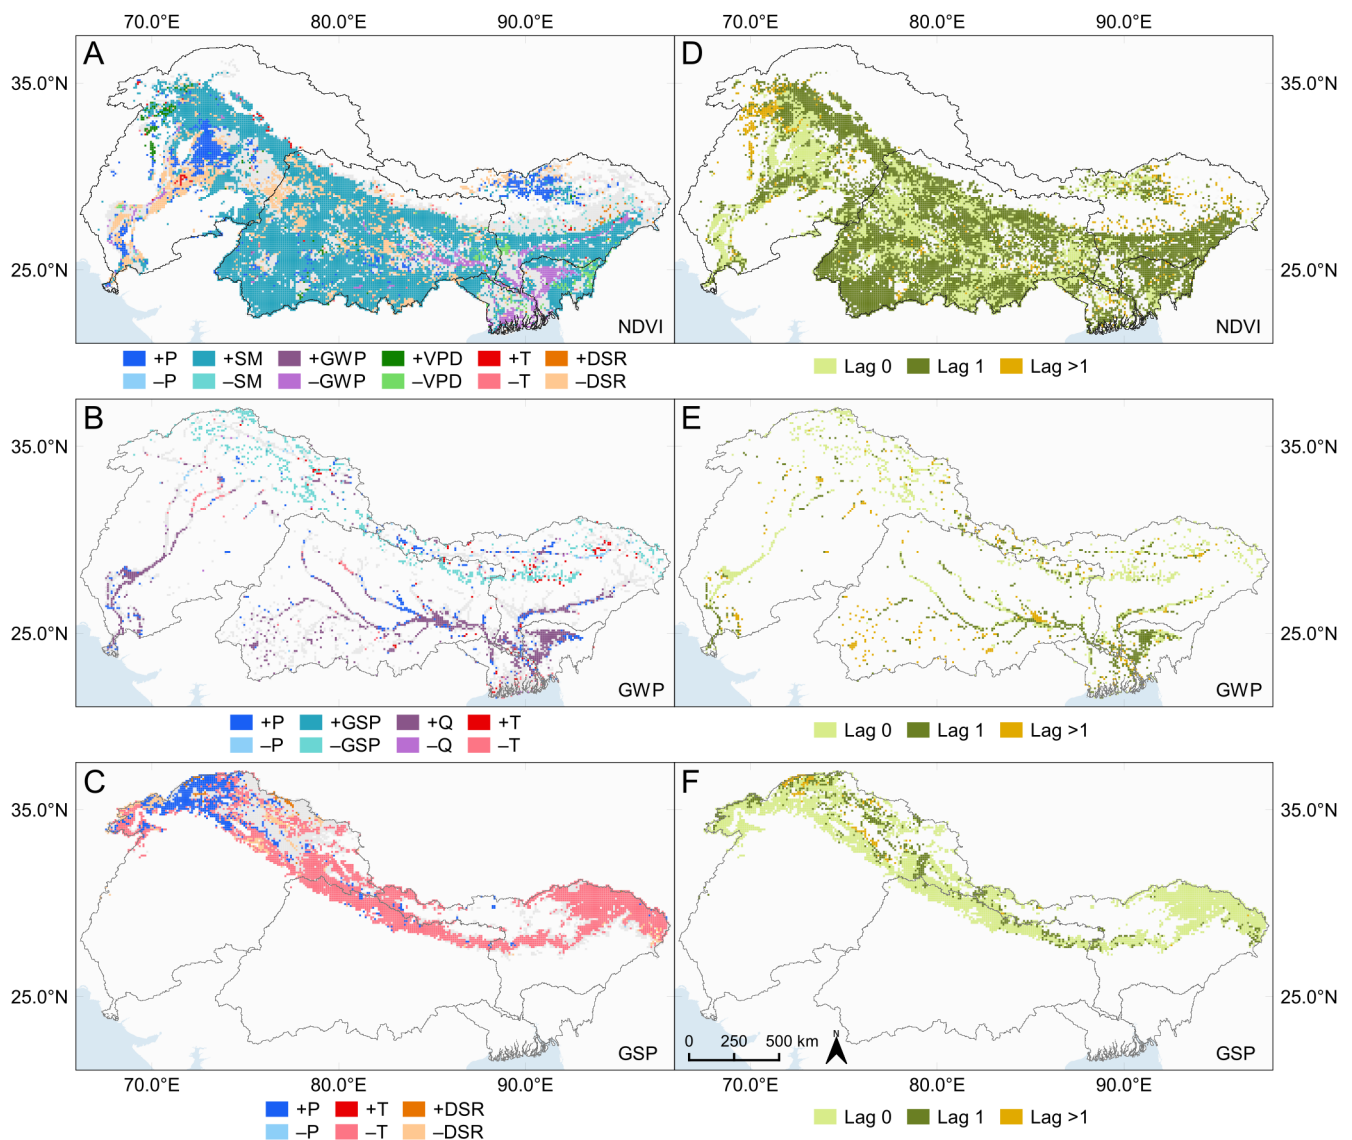 70.0°E 80.0°E 90.0°E 70.0°E 80.0°E 90.0°E
A D
35.0°N 35.0°N
25.0°N 25.0°N
NDVI NDVI
+P +SM +GWP +VPD +T +DSR
–P –SM –GWP –VPD –T –DSR
Lag 0 Lag 1 Lag >1
B E
35.0°N 35.0°N
25.0°N 25.0°N
GWP GWP
+P +GSP +Q +T
–P –GSP –Q –T
Lag 0 Lag 1 Lag >1
C F
35.0°N 35.0°N
25.0°N 25.0°N
N
0 250 500 km
GSP GSP
70.0°E 80.0°E 90.0°E 70.0°E 80.0°E 90.0°E
+P +T +DSR
–P –T –DSR
Lag 0 Lag 1 Lag >1